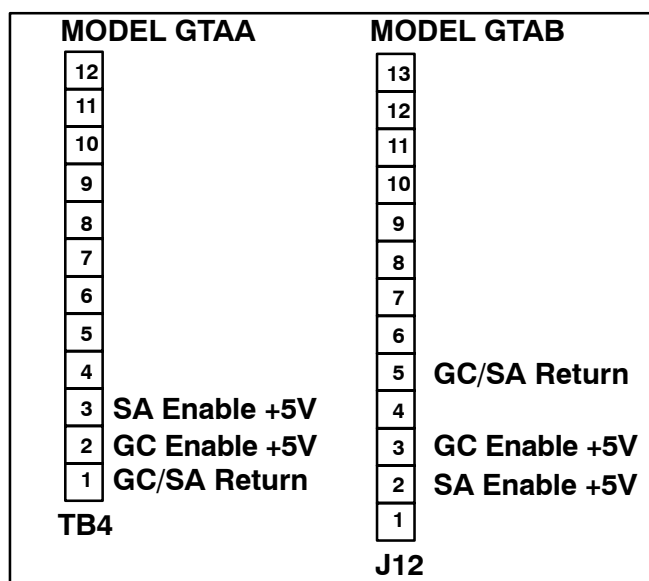 MODEL GTAA
12
11
10
9
8
7
6
5
4
3 SA Enable +5V
2 GC Enable +5V
1 GC/SA Return
TB4
MODEL GTAB
13
12
11
10
9
8
7
6
5 GC/SA Return
4
3 GC Enable +5V
2 SA Enable +5V
1
J12